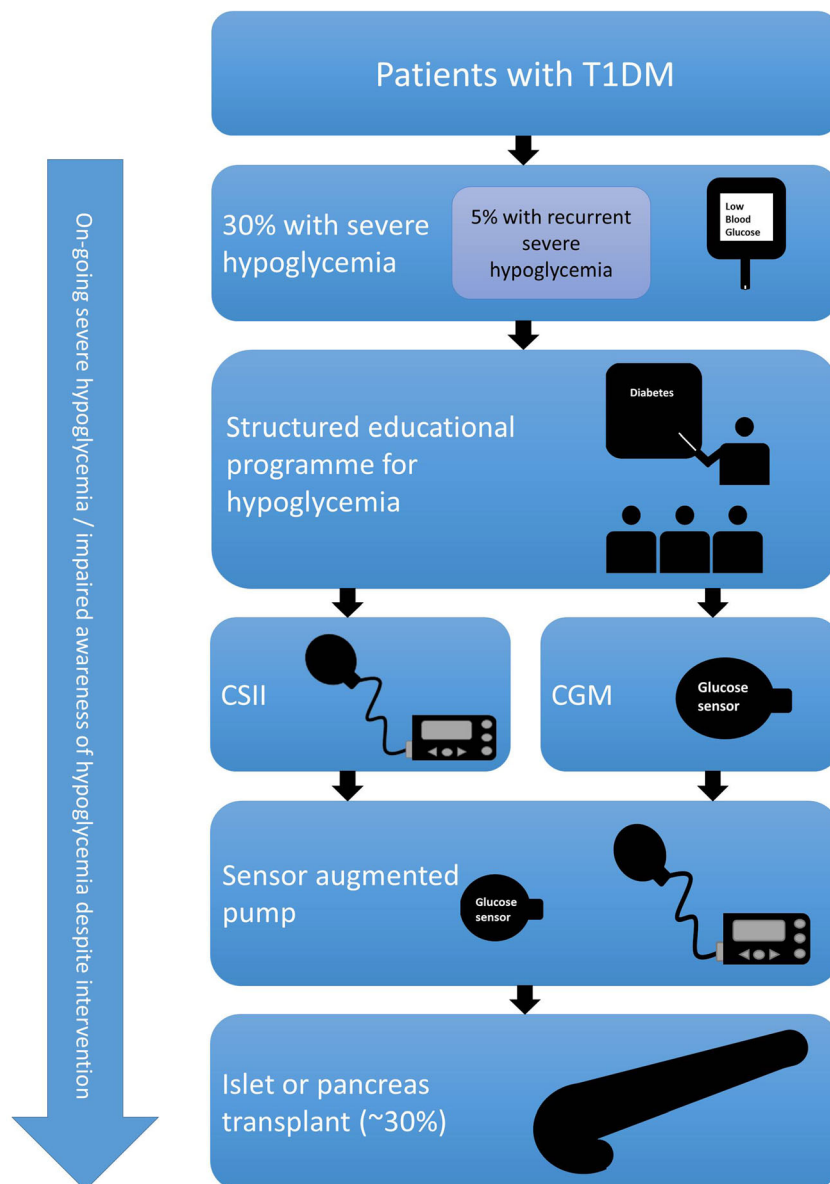 Patients with T1DM
On-going severe hypoglycemia / impaired awareness of hypoglycemia despite intervention
30% with severe
hypoglycemia
5% with recurrent
severe
hypoglycemia
Low
Blood
Glucose
Structured educational
programme for
hypoglycemia
Diabetes
CSII
CGM
Glucose
sensor
Sensor augmented
pump
Glucose
sensor
Islet or pancreas
transplant (~30%)